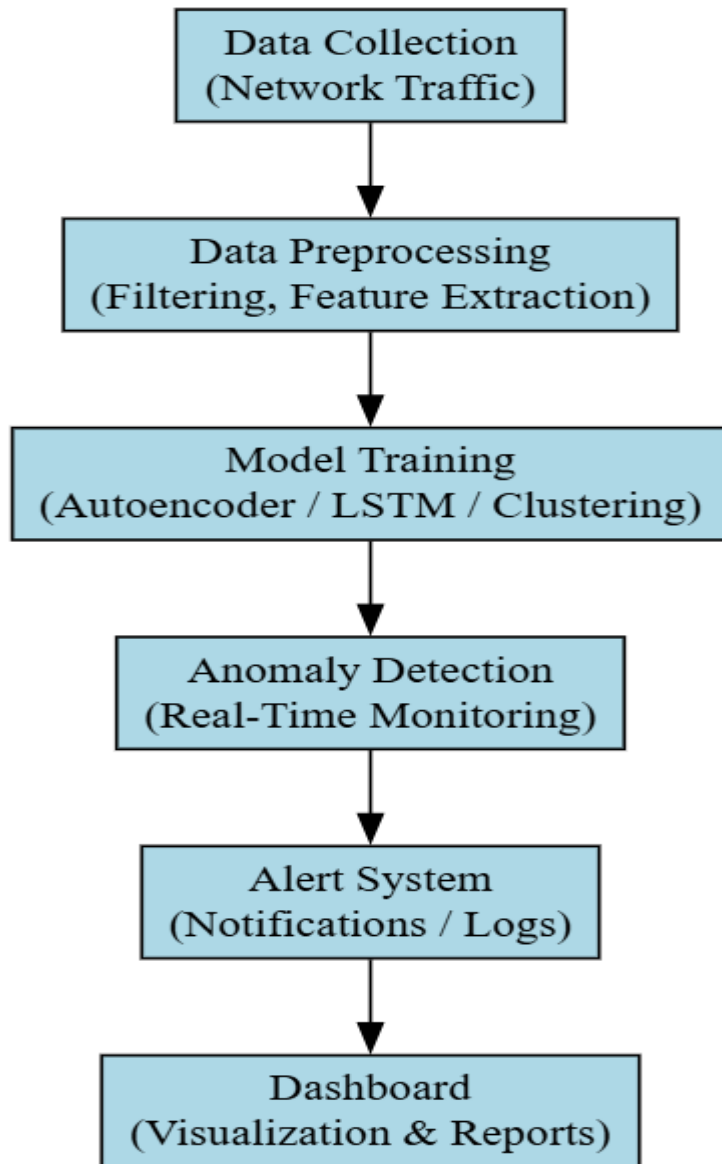 Data Collection
(Network Traffic)
Data Preprocessing
(Filtering, Feature Extraction)
Model Training
(Autoencoder / LSTM / Clustering)
Anomaly Detection
(Real-Time Monitoring)
Alert System
(Notifications / Logs)
Dashboard
(Visualization & Reports)